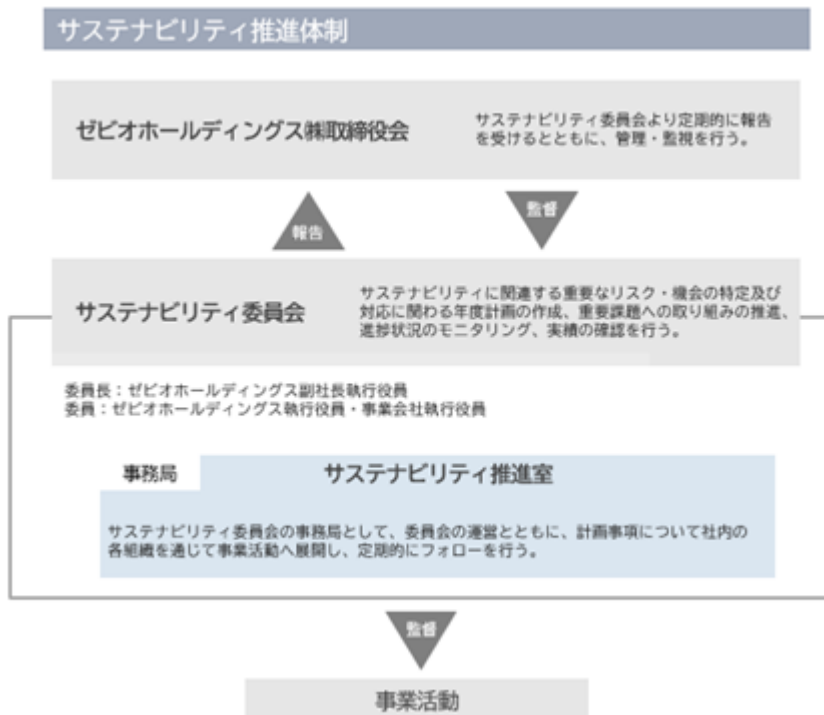 サステナビリティ推進体制
ゼビオホールディングス㈱取締役会
サステナビリティ委員会より定期的に報告
を受けるとともに、管理・監視を行う。
報告
監督
サステナビリティ委員会
サステナビリティに関連する重要なリスク・機会の特定及び
対応に関わる年度計画の作成、重要課題への取り組みの推進、
進捗状況のモニタリング、実績の確認を行う。
委員長：ゼビオホールディングス副社長執行役員
委員：ゼビオホールディングス執行役員・事業会社執行役員
事務局
サステナビリティ推進室
サステナビリティ委員会の事務局として、委員会の運営とともに、計画事項について社内の
各組織を通じて事業活動へ展開し、定期的にフォローを行う。
監督
事業活動